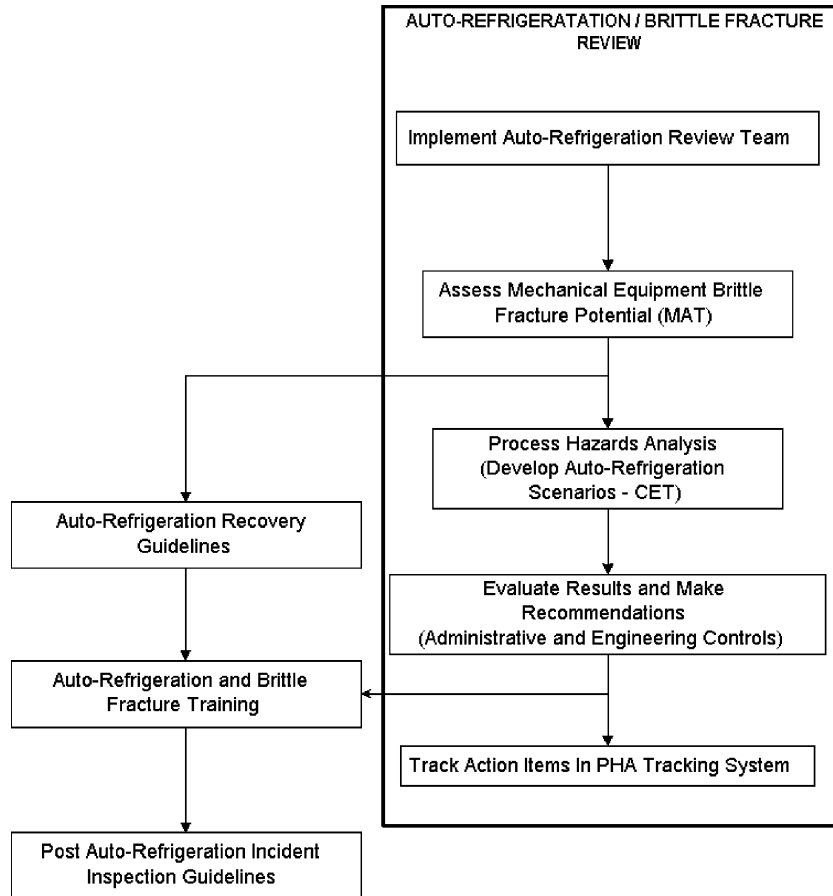 AUTO-REFRIGERATATION / BRITTLE FRACTURE
REVIEW
Implement Auto-Refrigeration Review Team
Assess Mechanical Equipment Brittle
Fracture Potential (MAT)
Process Hazards Analysis
(Develop Auto-Refrigeration
Scenarios - CET)
Auto-Refrigeration Recovery
Guidelines
Evaluate Results and Make
Recommendations
(Administrative and Engineering Controls)
Auto-Refrigeration and Brittle
Fracture Training
Track Action Items In PHA Tracking System
Post Auto-Refrigeration Incident
Inspection Guidelines